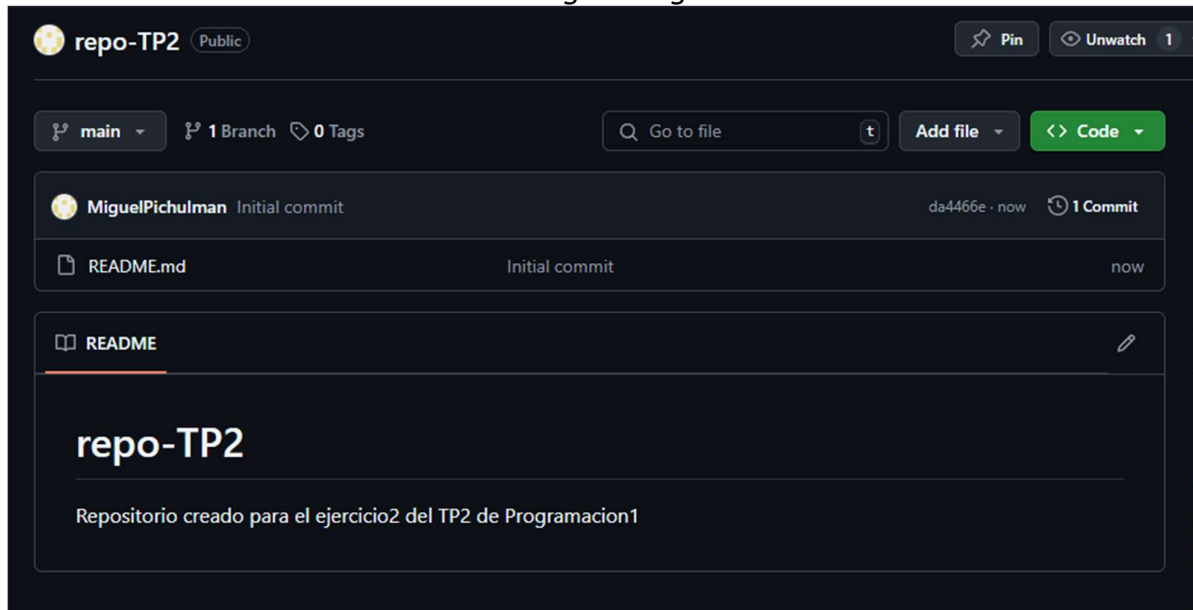 repo-TP2 Public Pin Unwatch 1
main 1 Branch 0 Tags Go to file t Add file Code
MiguelPichulman Initial commit da4466e · now 1 Commit
README.md Initial commit now
README
repo-TP2
Repositorio creado para el ejercicio2 del TP2 de Programacion1